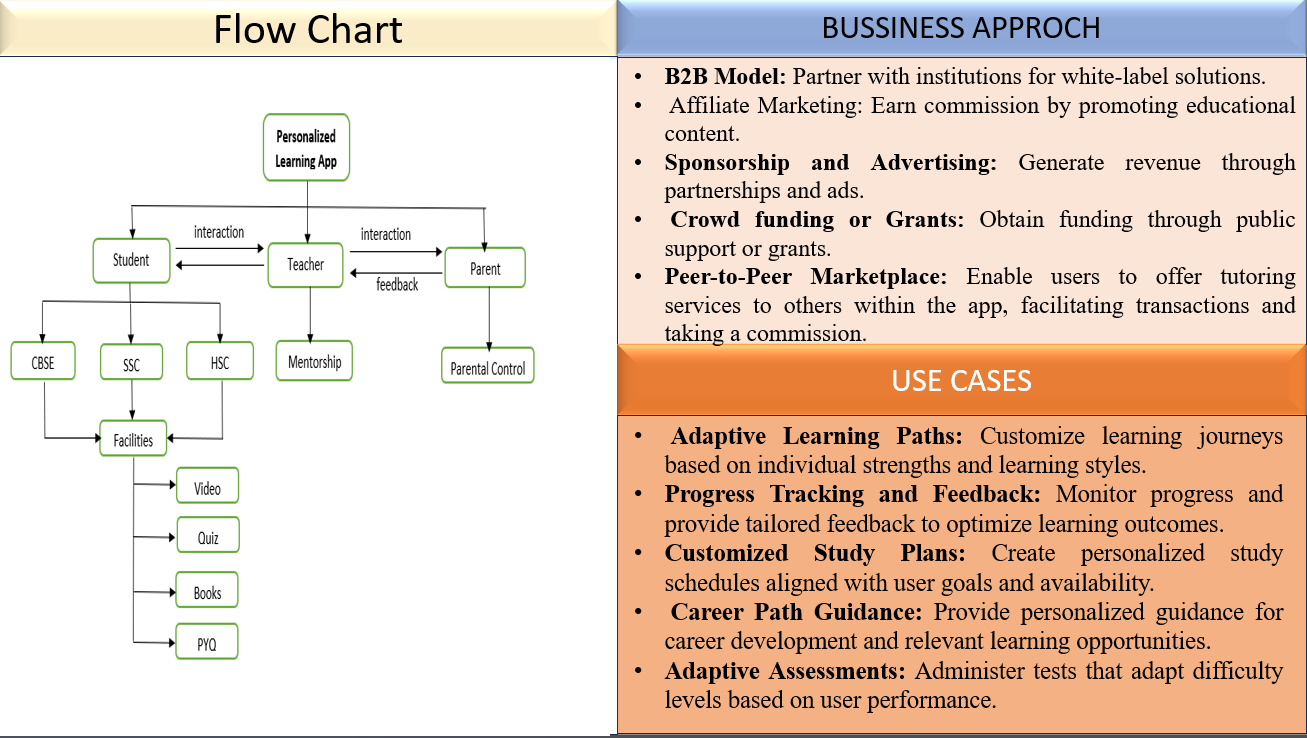 Flow Chart
Personalized
Learning App
interaction
interaction
Student
Teacher
Parent
feedback
CBSE
SSC
HSC
Mentorship
Parental Control
Facilities
Video
Quiz
Books
PYQ
BUSSINESS APPROCH
• B2B Model: Partner with institutions for white-label solutions.
• Affiliate Marketing: Earn commission by promoting educational
content.
• Sponsorship and Advertising: Generate revenue through
partnerships and ads.
• Crowd funding or Grants: Obtain funding through public
support or grants.
• Peer-to-Peer Marketplace: Enable users to offer tutoring
services to others within the app, facilitating transactions and
taking a commission.
USE CASES
• Adaptive Learning Paths: Customize learning journeys
based on individual strengths and learning styles.
• Progress Tracking and Feedback: Monitor progress and
provide tailored feedback to optimize learning outcomes.
• Customized Study Plans: Create personalized study
schedules aligned with user goals and availability.
• Career Path Guidance: Provide personalized guidance for
career development and relevant learning opportunities.
• Adaptive Assessments: Administer tests that adapt difficulty
levels based on user performance.